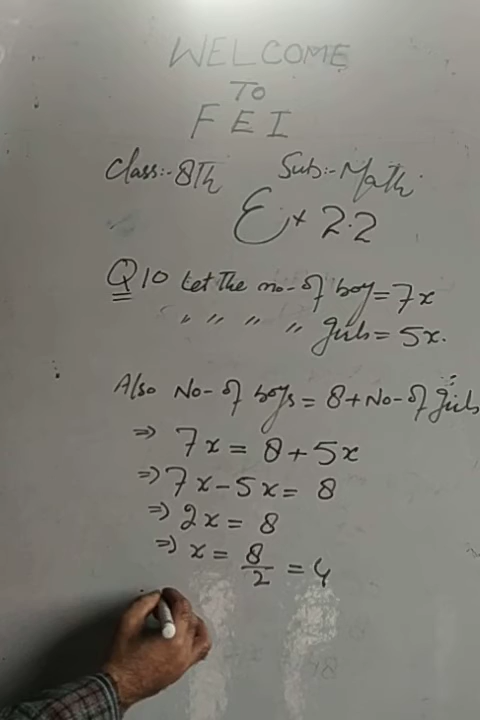 WELCOME
TO
FEI
Class:- 8Th Sub:- Math
Ex 2.2
Q10 Let the no- of boy = 7x
" " " " girls = 5x.
Also No- of boys = 8 + No- of girls
⇒ 7x = 8 + 5x
⇒ 7x - 5x = 8
⇒ 2x = 8
⇒ x = 8/2 = 4